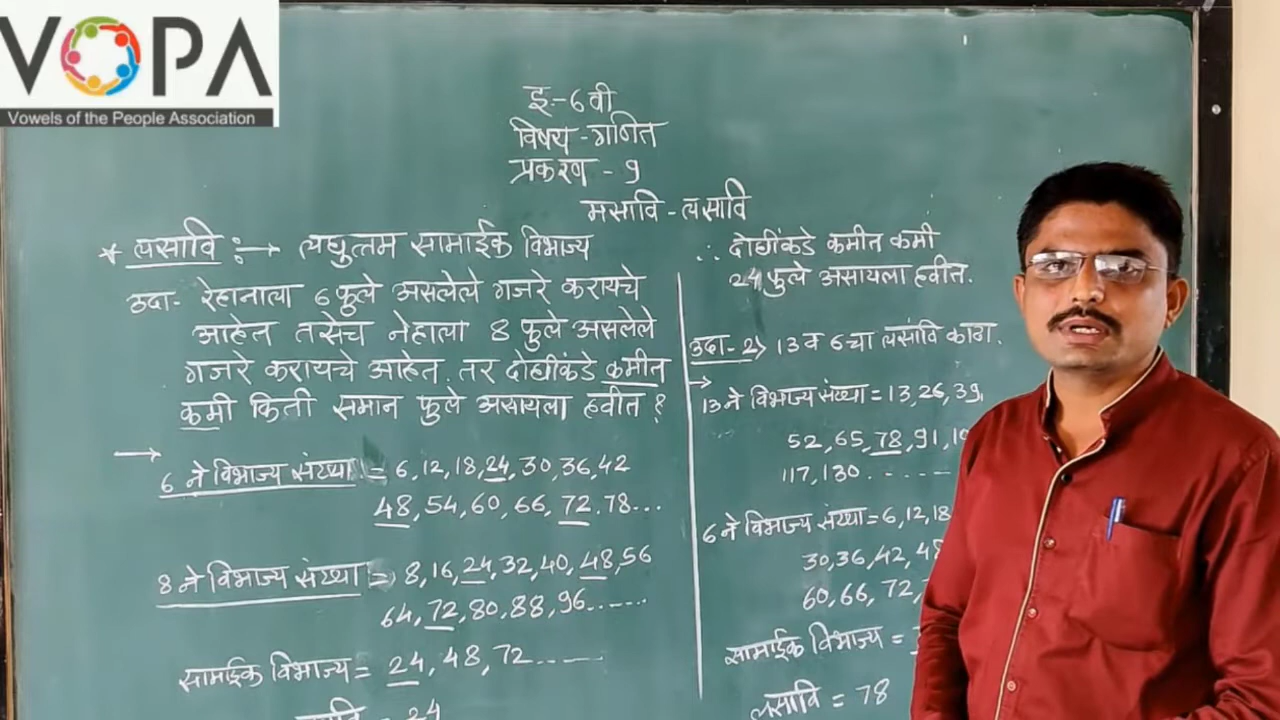 VOPA
Vowels of the People Association
इ:-6 वी
विषय -गणित
प्रकरण - 9
मसावि -लसावि
* लसावि :→ लघुत्तम सामाईक विभाज्य
उदा- रेहानाला 6 फुले असलेले गजरे करायचे
आहेत तसेच नेहाला 8 फुले असलेले
गजरे करायचे आहेत. तर दोघींकडे कमीत
कमी किती समान फुले असायला हवीत ?
→ 6 ने विभाज्य संख्या = 6,12,18,24,30,36,42
48,54,60,66,72.78...
8 ने विभाज्य संख्या = 8,16,24,32,40,48,56
64,72,80,88,96......
सामाईक विभाज्य = 24,48,72......
= 24
∴ दोघींकडे कमीत कमी
24 फुले असायला हवीत.
उदा-2> 13 व 6 चा लसावि काढा.
→ 13 ने विभाज्य संख्या = 13,26,39,
52,65,78,91,
117,130.......
6 ने विभाज्य संख्या = 6,12,18
30,36,42,48
60,66,72,
सामाईक विभाज्य =
लसावि = 78